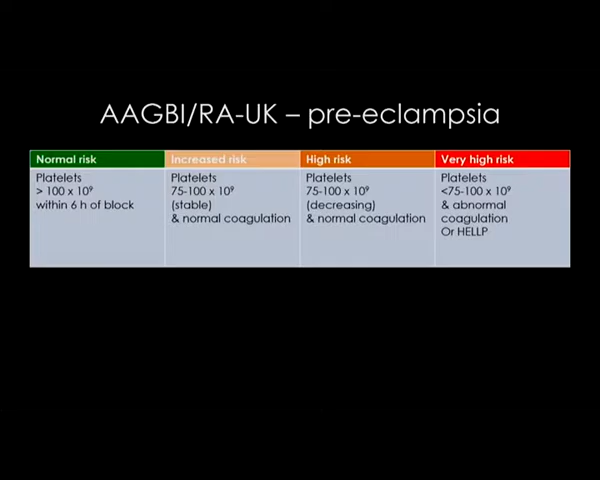 AAGBI/RA-UK – pre-eclampsia
Normal risk
Platelets
> 100 x 10⁹
within 6 h of block
Increased risk
Platelets
75-100 x 10⁹
(stable)
& normal coagulation
High risk
Platelets
75-100 x 10⁹
(decreasing)
& normal coagulation
Very high risk
Platelets
<75-100 x 10⁹
& abnormal
coagulation
Or HELLP